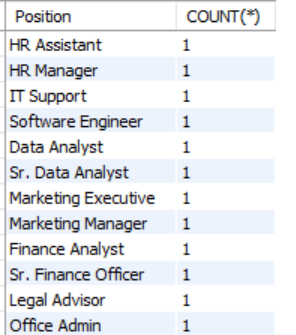 Position COUNT(*)
HR Assistant 1
HR Manager 1
IT Support 1
Software Engineer 1
Data Analyst 1
Sr. Data Analyst 1
Marketing Executive 1
Marketing Manager 1
Finance Analyst 1
Sr. Finance Officer 1
Legal Advisor 1
Office Admin 1